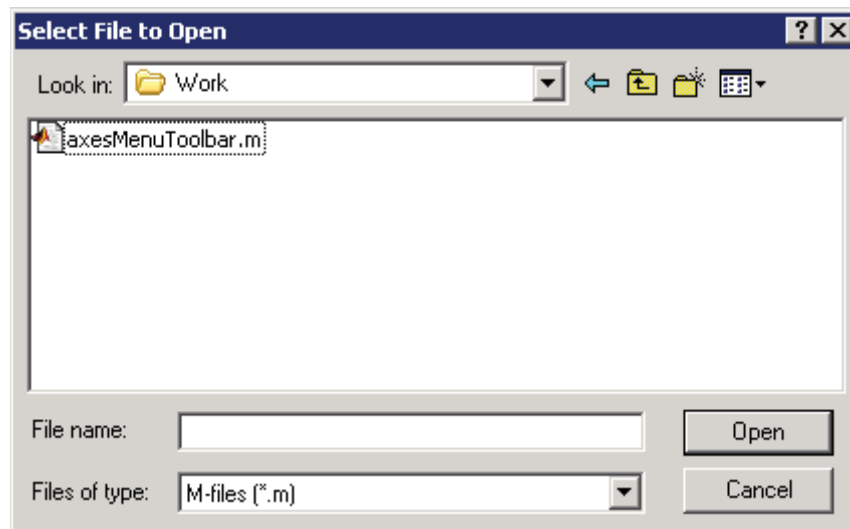 Select File to Open
Look in: Work
axesMenuToolbar.m
File name: Open
Files of type: M-files (*.m) Cancel